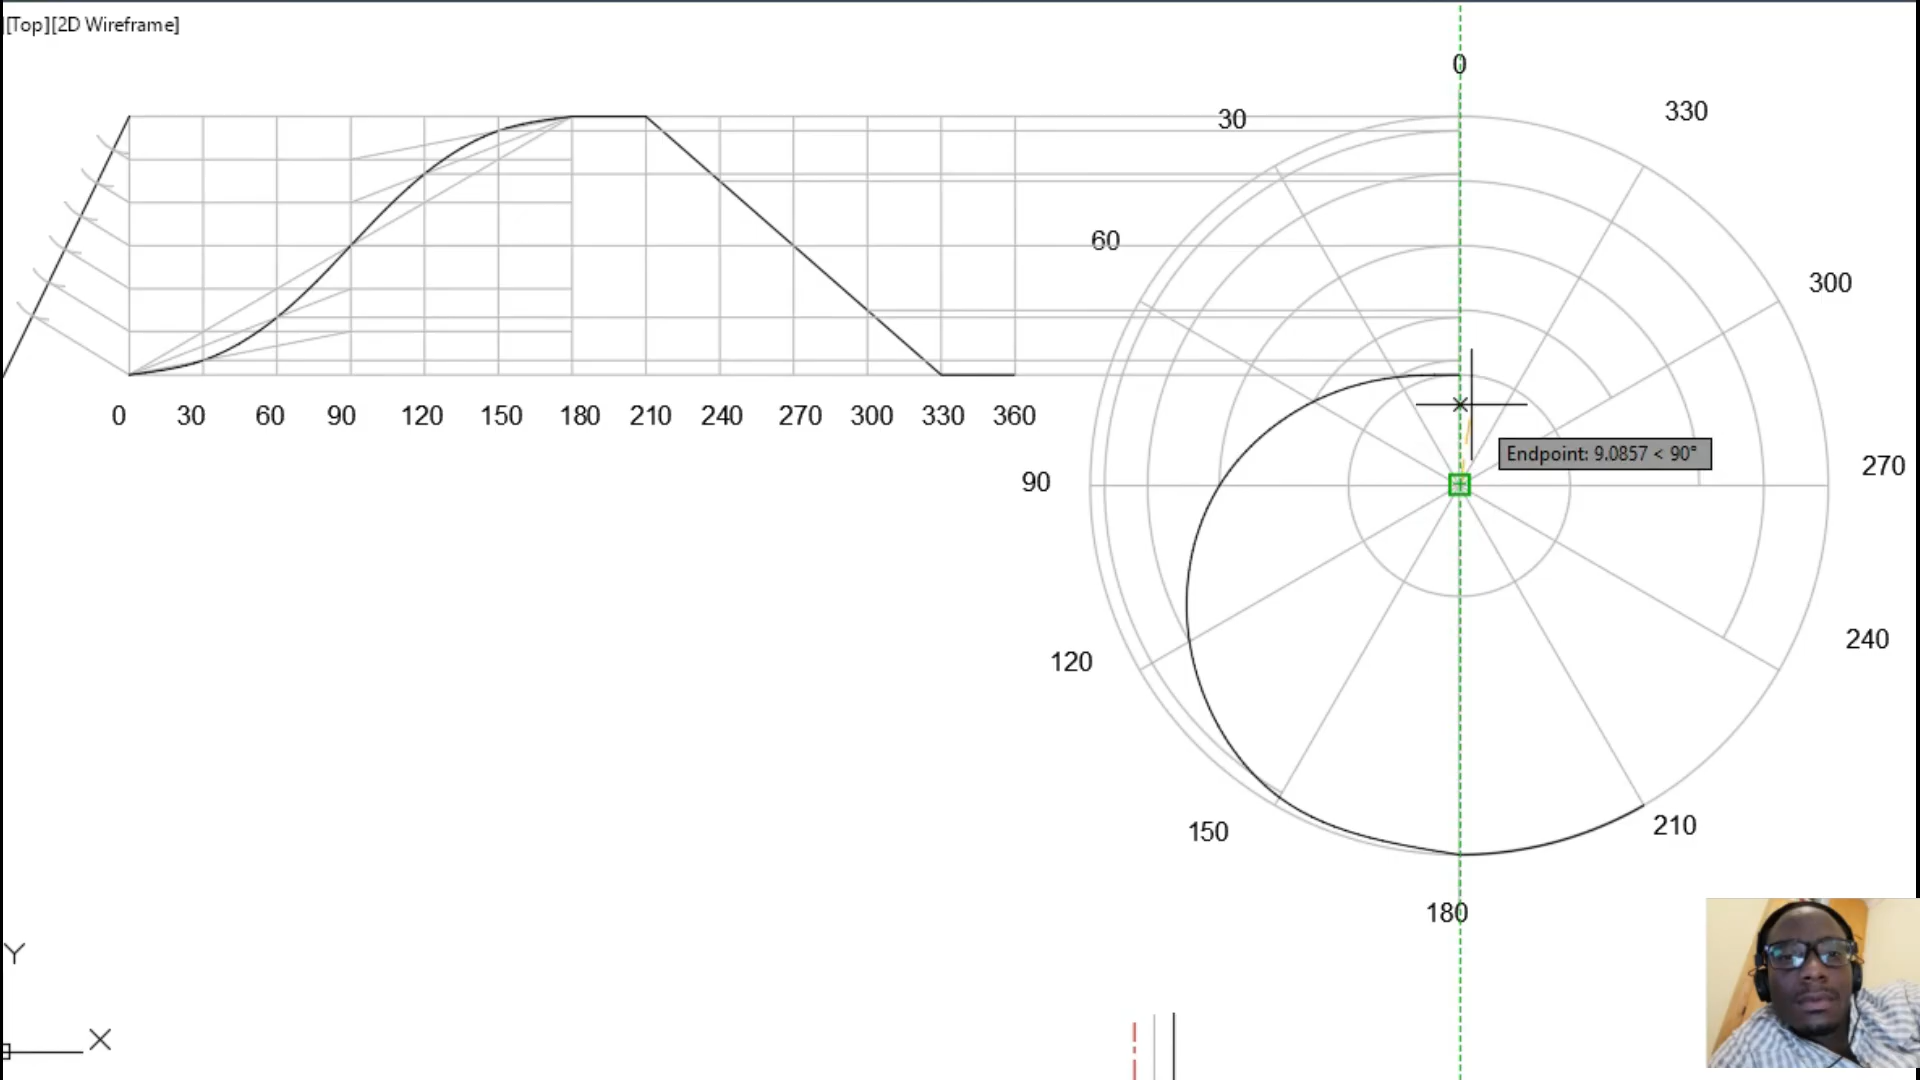 [Top][2D Wireframe]
0
330
30
60
300
0 30 60 90 120 150 180 210 240 270 300 330 360
Endpoint: 9.0857 < 90°
270
90
240
120
210
150
180
Y
X